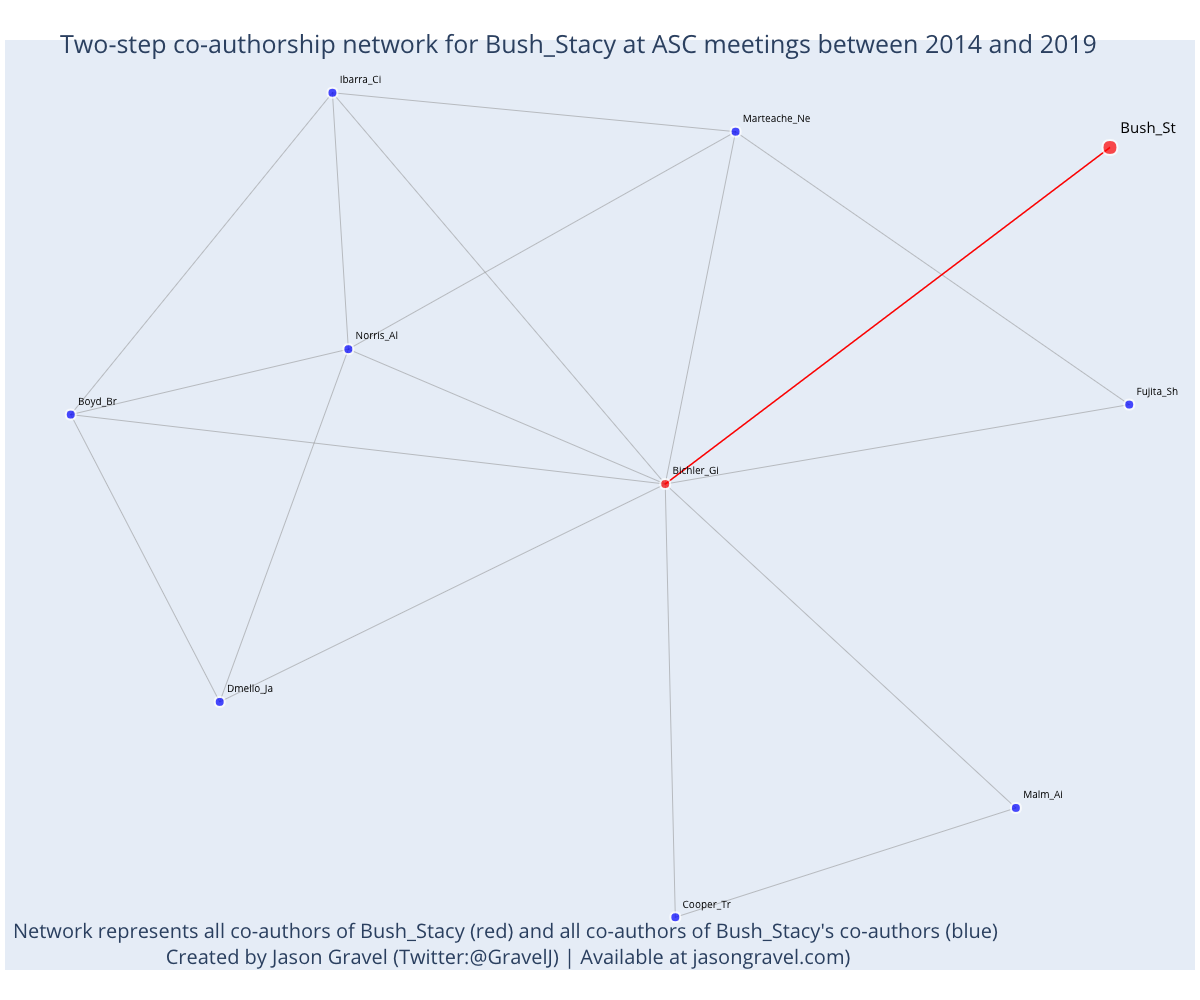 Two-step co-authorship network for Bush_Stacy at ASC meetings between 2014 and 2019
Ibarra_Ci
Marteache_Ne
Bush_St
Norris_Al
Boyd_Br
Fujita_Sh
Bichler_Gi
Dmello_Ja
Malm_Ai
Cooper_Tr
Network represents all co-authors of Bush_Stacy (red) and all co-authors of Bush_Stacy's co-authors (blue)
Created by Jason Gravel (Twitter:@GravelJ) | Available at jasongravel.com)